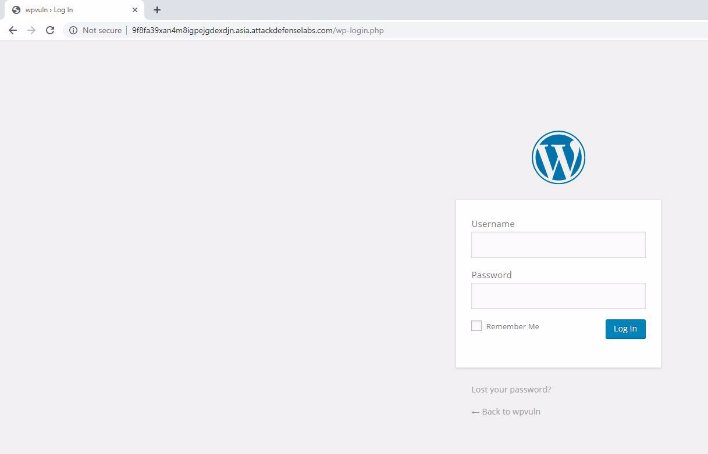 wpvuln › Log In
Not secure | 9f8fa39xan4m8igpejgdexdjn.asia.attackdefenselabs.com/wp-login.php
Username
Password
Remember Me
Log In
Lost your password?
← Back to wpvuln